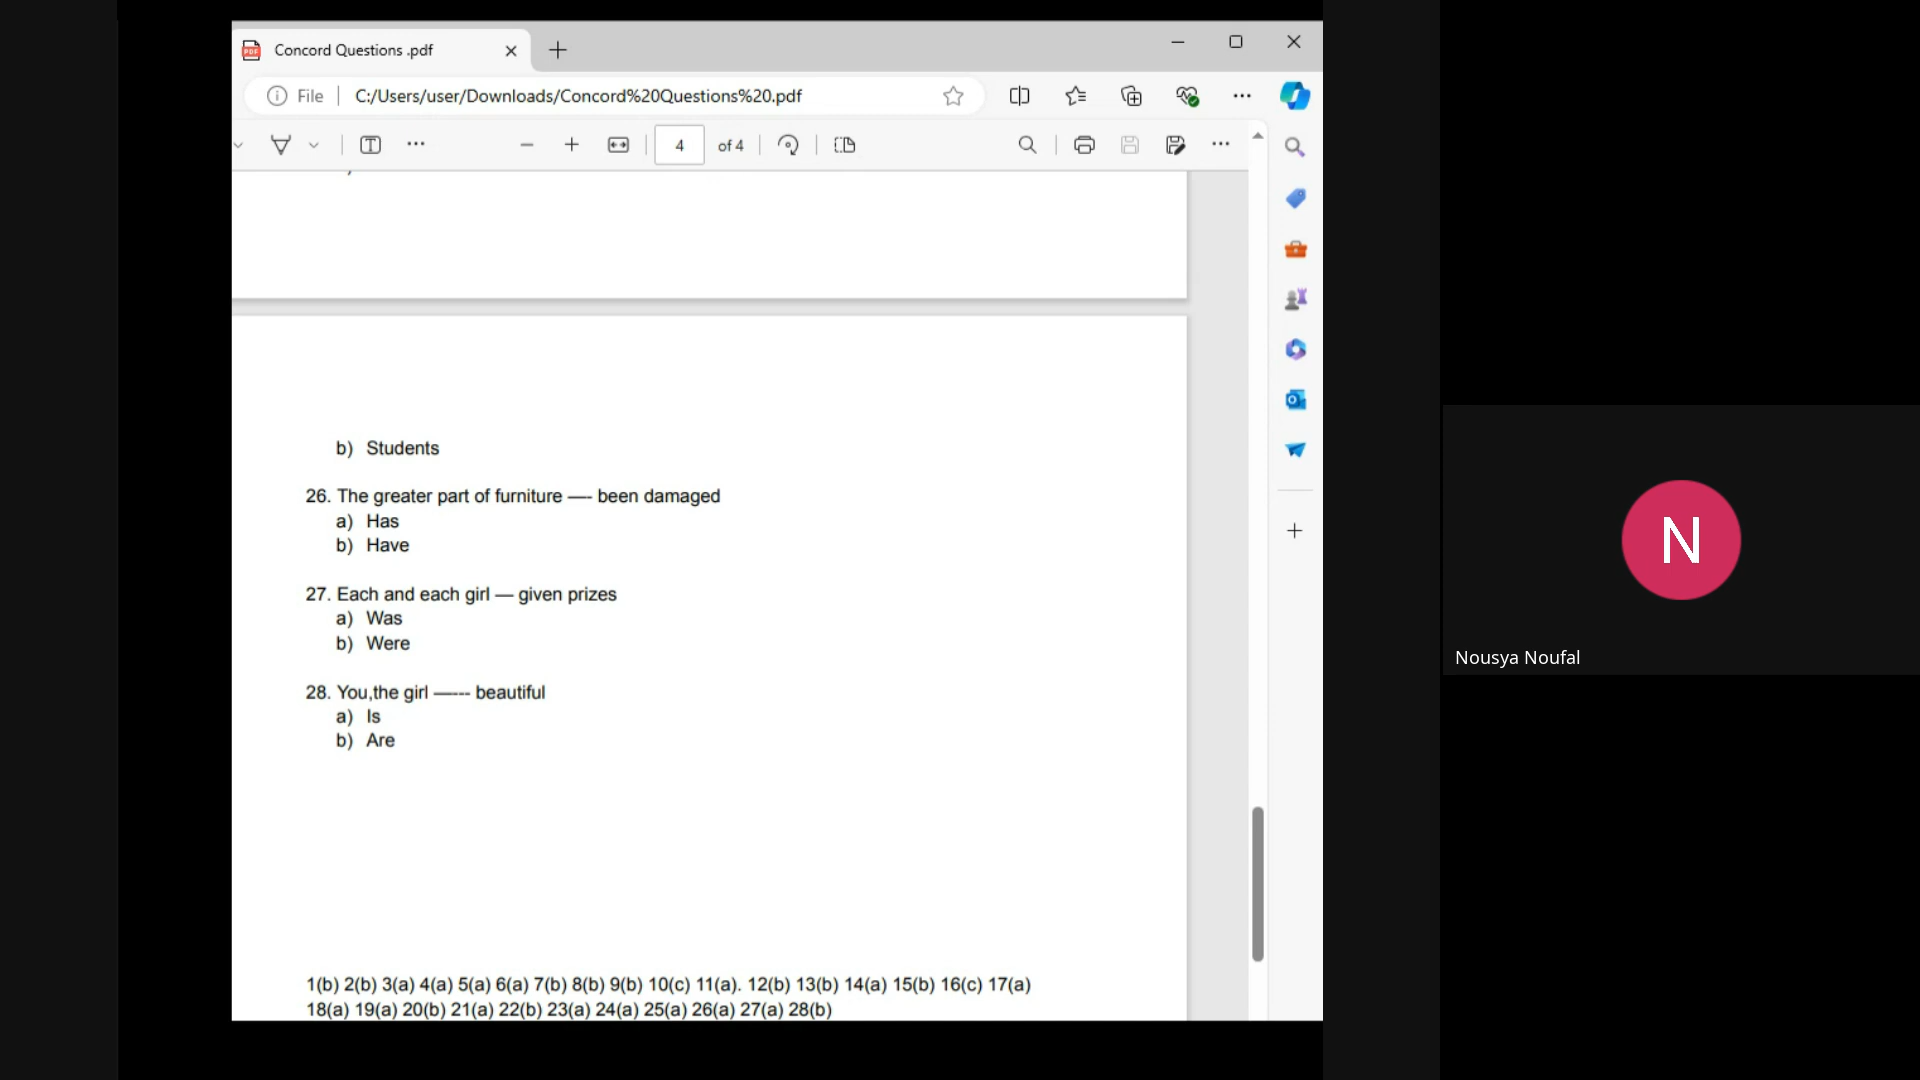 Concord Questions .pdf
File
C:/Users/user/Downloads/Concord%20Questions%20.pdf
4 of 4
b) Students
26. The greater part of furniture —- been damaged
a) Has
b) Have
27. Each and each girl — given prizes
a) Was
b) Were
28. You,the girl —--- beautiful
a) Is
b) Are
1(b) 2(b) 3(a) 4(a) 5(a) 6(a) 7(b) 8(b) 9(b) 10(c) 11(a). 12(b) 13(b) 14(a) 15(b) 16(c) 17(a)
18(a) 19(a) 20(b) 21(a) 22(b) 23(a) 24(a) 25(a) 26(a) 27(a) 28(b)
N
Nousya Noufal